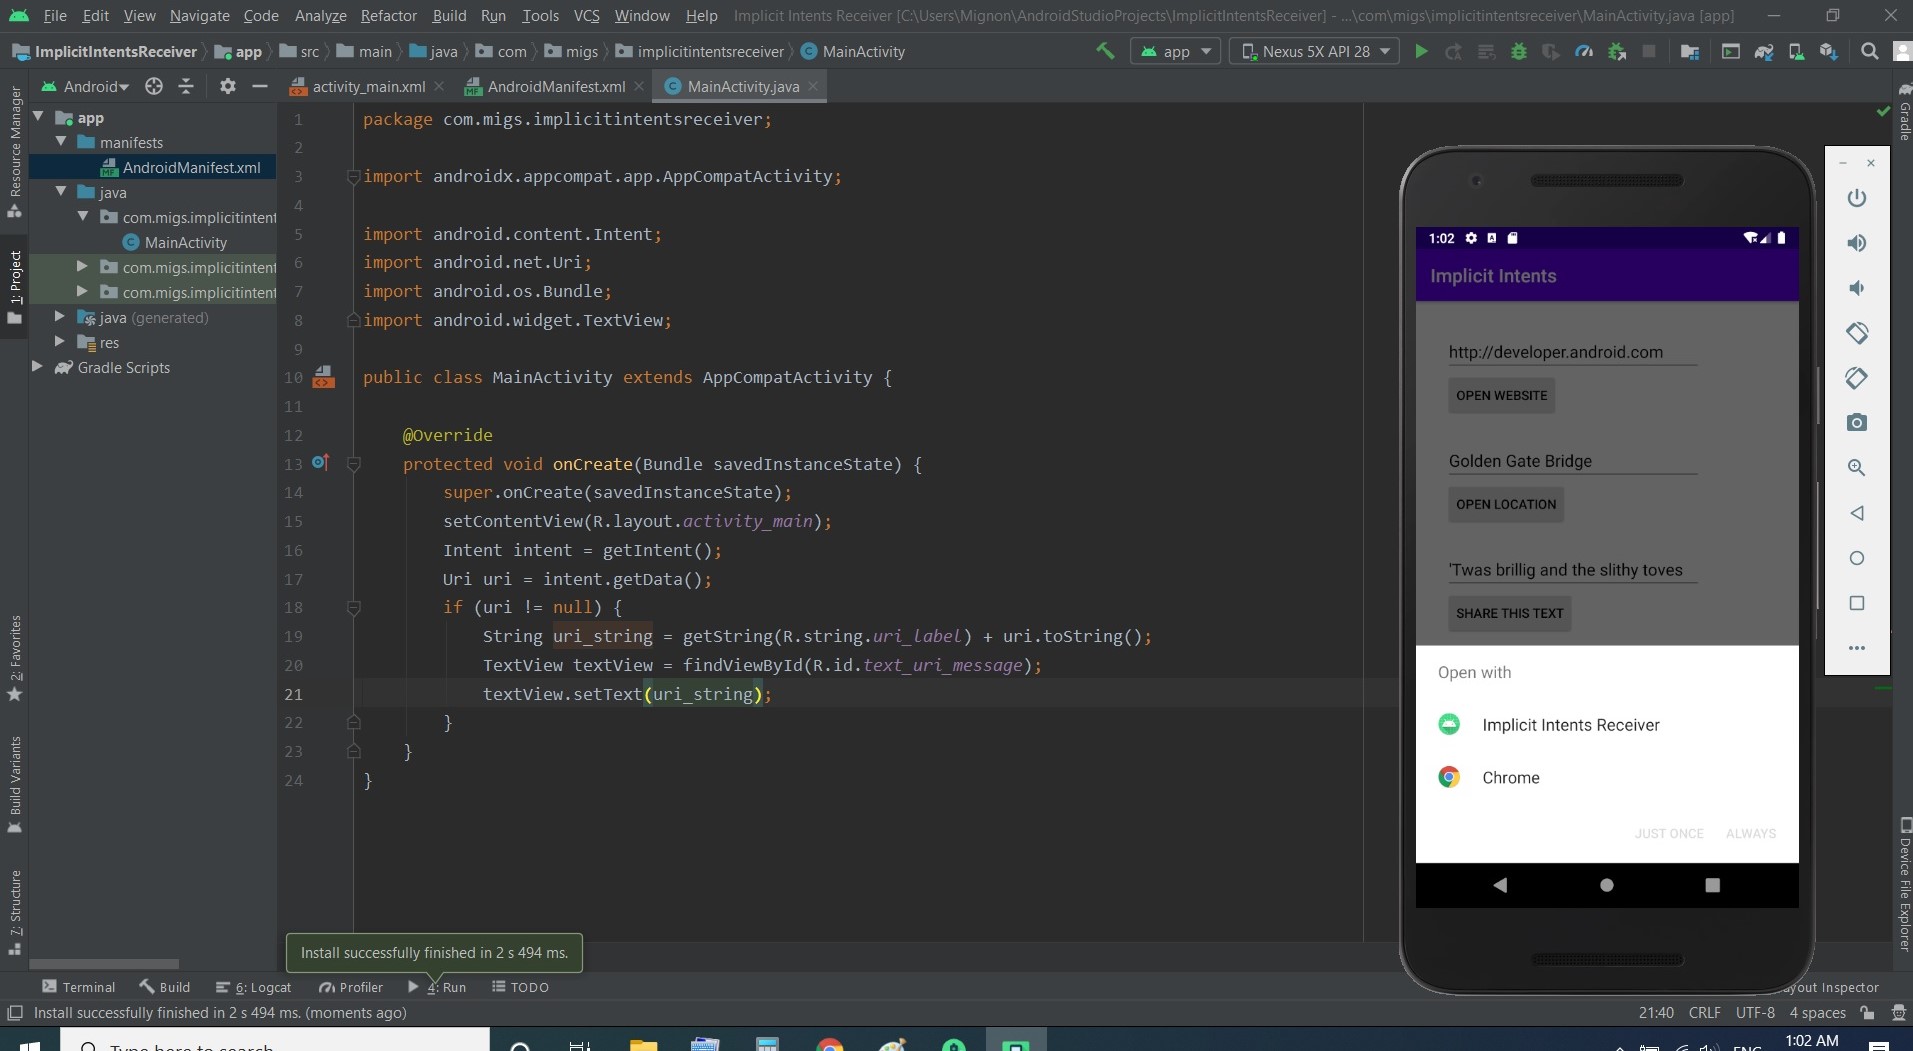 File Edit View Navigate Code Analyze Refactor Build Run Tools VCS Window Help Implicit Intents Receiver [C:\Users\Mignon\AndroidStudioProjects\ImplicitIntentsReceiver] - ...\com\migs\implicitintentsreceiver\MainActivity.java [app]
ImplicitIntentsReceiver app src main java com migs implicitintentsreceiver MainActivity app Nexus 5X API 28
Android activity_main.xml AndroidManifest.xml MainActivity.java
Resource Manager
1: Project
2: Favorites
Build Variants
7: Structure
app
manifests
AndroidManifest.xml
java
com.migs.implicitintent
MainActivity
com.migs.implicitintent
com.migs.implicitintent
java (generated)
res
Gradle Scripts
1 package com.migs.implicitintentsreceiver;
2
3 import androidx.appcompat.app.AppCompatActivity;
4
5 import android.content.Intent;
6 import android.net.Uri;
7 import android.os.Bundle;
8 import android.widget.TextView;
9
10 public class MainActivity extends AppCompatActivity {
11
12 @Override
13 protected void onCreate(Bundle savedInstanceState) {
14 super.onCreate(savedInstanceState);
15 setContentView(R.layout.activity_main);
16 Intent intent = getIntent();
17 Uri uri = intent.getData();
18 if (uri != null) {
19 String uri_string = getString(R.string.uri_label) + uri.toString();
20 TextView textView = findViewById(R.id.text_uri_message);
21 textView.setText(uri_string);
22 }
23 }
24 }
1:02
Implicit Intents
http://developer.android.com
OPEN WEBSITE
Golden Gate Bridge
OPEN LOCATION
'Twas brillig and the slithy toves
SHARE THIS TEXT
Open with
Implicit Intents Receiver
Chrome
JUST ONCE ALWAYS
Gradle
Device File Explorer
Install successfully finished in 2 s 494 ms.
Terminal Build 6: Logcat Profiler 4: Run TODO ayout Inspector
Install successfully finished in 2 s 494 ms. (moments ago) 21:40 CRLF UTF-8 4 spaces
Type here to search ENG 1:02 AM